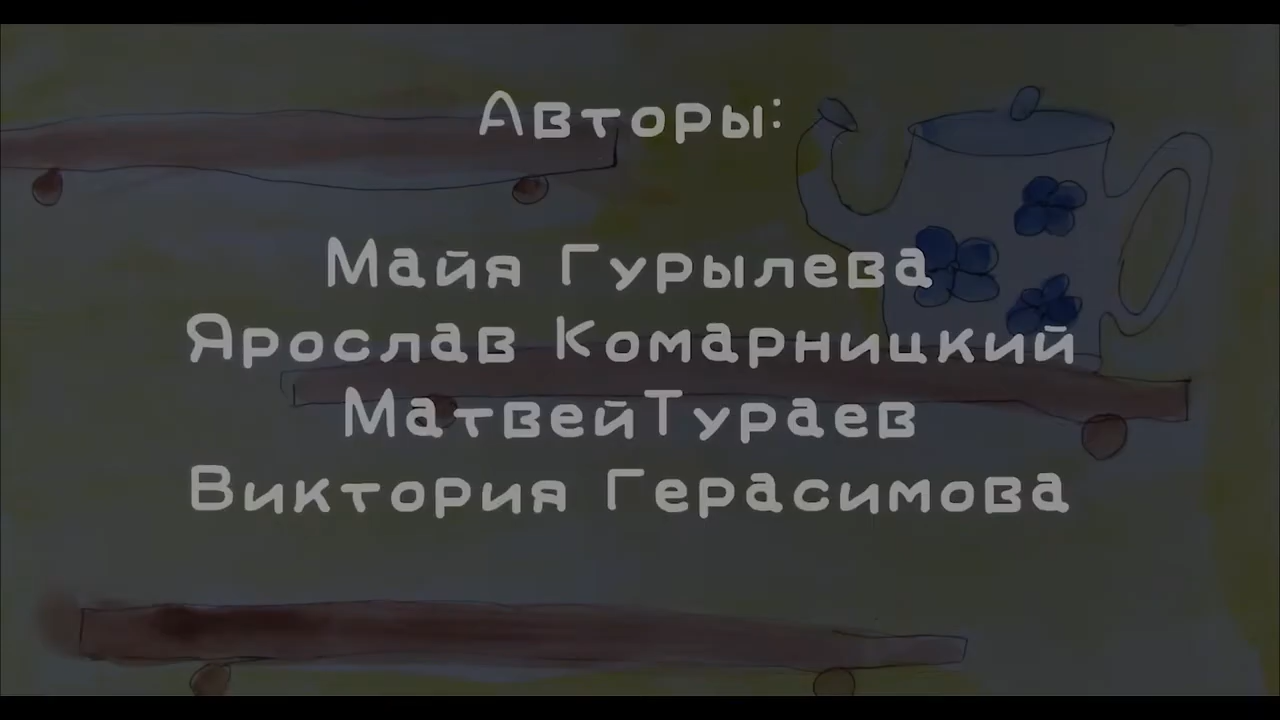 Авторы:
Майя Гурылева
Ярослав Комарницкий
МатвейТураев
Виктория Герасимова